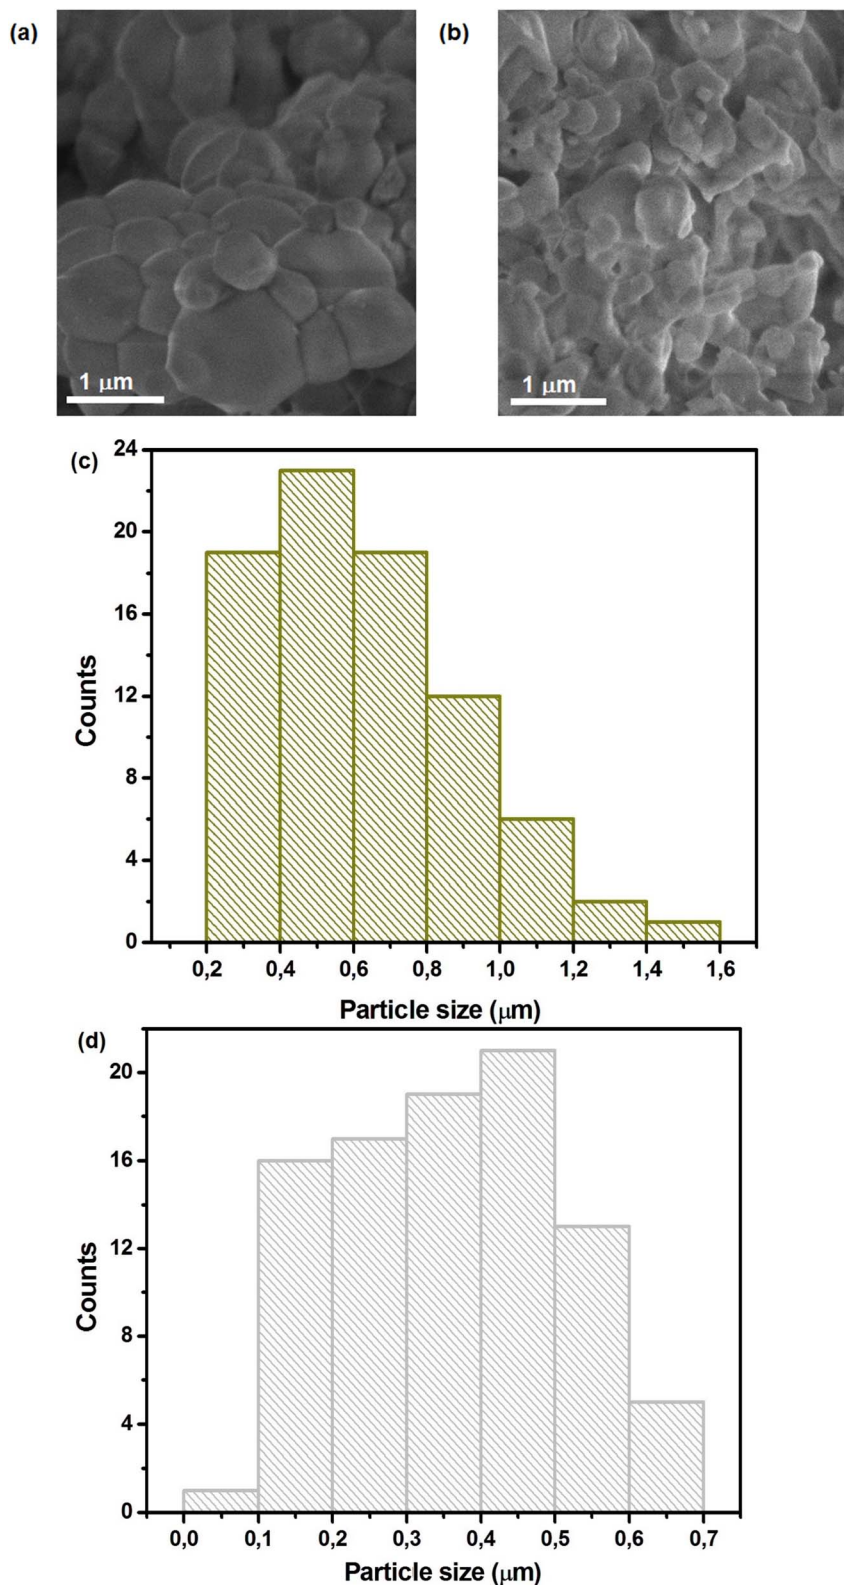 (a)
(b)
1 μm
1 μm
(c)
24
20
16
12
8
4
0
Counts
0,2 0,4 0,6 0,8 1,0 1,2 1,4 1,6
Particle size (μm)
(d)
20
16
12
8
4
0
Counts
0,0 0,1 0,2 0,3 0,4 0,5 0,6 0,7
Particle size (μm)